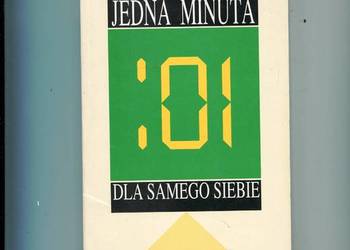 JEDNA MINUTA
:01
DLA SAMEGO SIEBIE